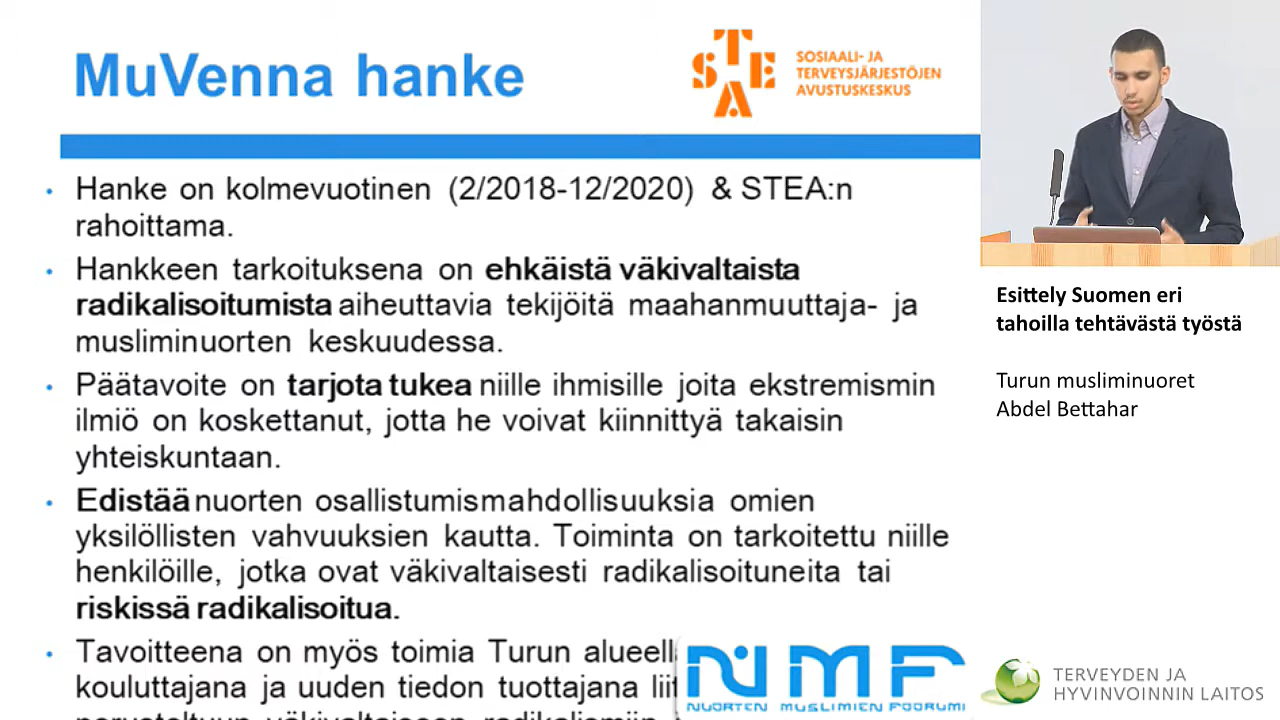 MuVenna hanke
STEA
SOSIAALI- JA
TERVEYSJÄRJESTÖJEN
AVUSTUSKESKUS
• Hanke on kolmevuotinen (2/2018-12/2020) & STEA:n
rahoittama.
• Hankkeen tarkoituksena on ehkäistä väkivaltaista
radikalisoitumista aiheuttavia tekijöitä maahanmuuttaja- ja
musliminuorten keskuudessa.
• Päätavoite on tarjota tukea niille ihmisille joita ekstremismin
ilmiö on koskettanut, jotta he voivat kiinnittyä takaisin
yhteiskuntaan.
• Edistää nuorten osallistumismahdollisuuksia omien
yksilöllisten vahvuuksien kautta. Toiminta on tarkoitettu niille
henkilöille, jotka ovat väkivaltaisesti radikalisoituneita tai
riskissä radikalisoitua.
• Tavoitteena on myös toimia Turun
kouluttajana ja uuden tiedon tuottajana
väkivaltaiseen
NMF
NUORTEN MUSLIMIEN FOORUMI
Esittely Suomen eri
tahoilla tehtävästä työstä
Turun musliminuoret
Abdel Bettahar
TERVEYDEN JA
HYVINVOINNIN LAITOS